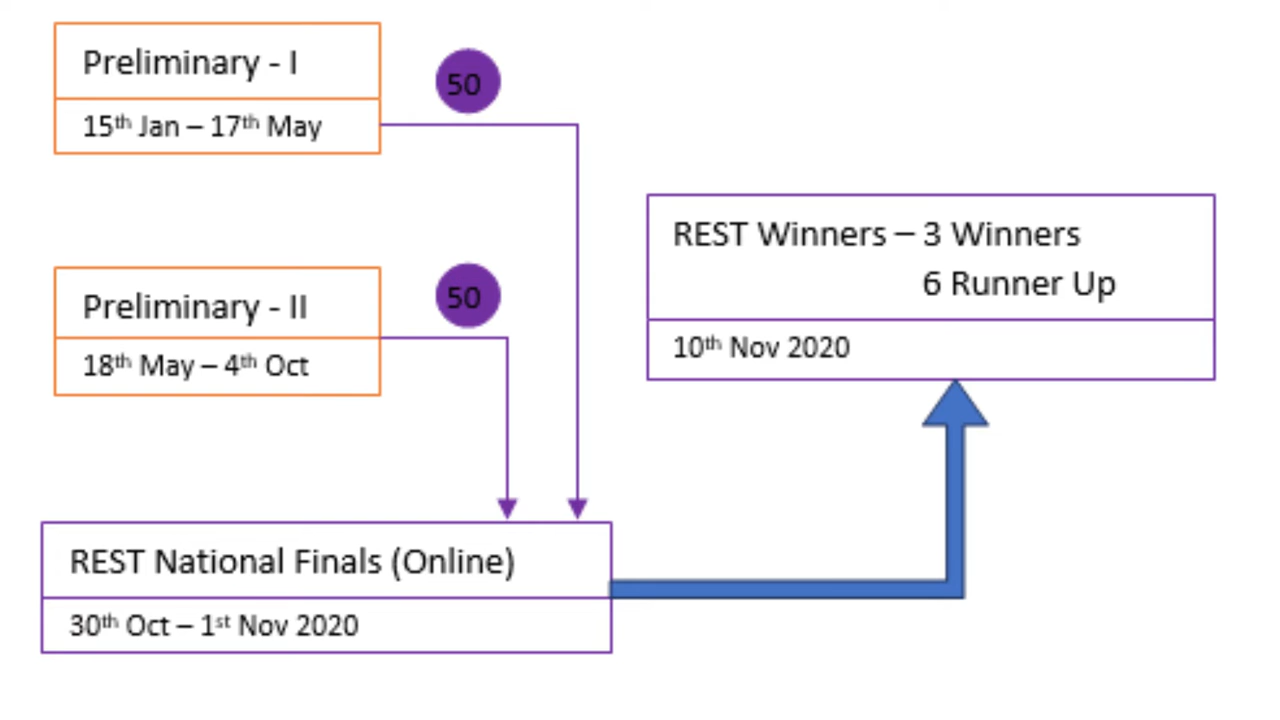 Preliminary - I
50
15th Jan – 17th May
REST Winners – 3 Winners
6 Runner Up
10th Nov 2020
Preliminary - II
50
18th May – 4th Oct
REST National Finals (Online)
30th Oct – 1st Nov 2020